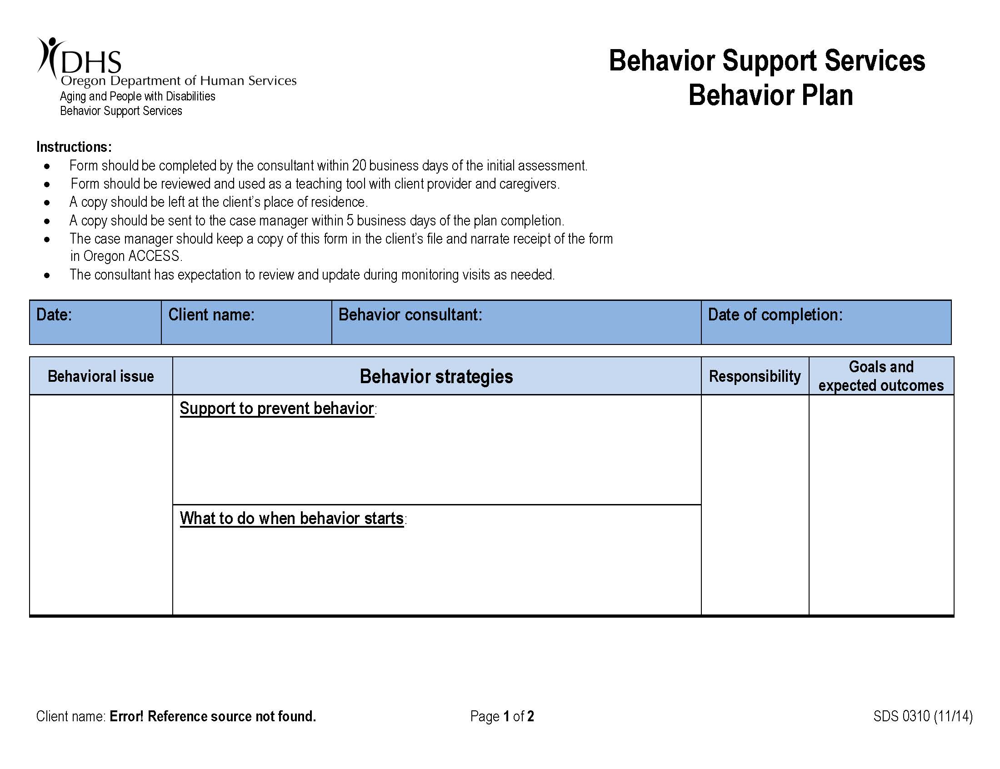 DHS
Oregon Department of Human Services
Aging and People with Disabilities
Behavior Support Services
Behavior Support Services
Behavior Plan
Instructions:
• Form should be completed by the consultant within 20 business days of the initial assessment.
• Form should be reviewed and used as a teaching tool with client provider and caregivers.
• A copy should be left at the client’s place of residence.
• A copy should be sent to the case manager within 5 business days of the plan completion.
• The case manager should keep a copy of this form in the client’s file and narrate receipt of the form
in Oregon ACCESS.
• The consultant has expectation to review and update during monitoring visits as needed.
Date: Client name: Behavior consultant: Date of completion:
Behavioral issue
Behavior strategies
Responsibility
Goals and
expected outcomes
Support to prevent behavior:
What to do when behavior starts:
Client name: Error! Reference source not found. Page 1 of 2 SDS 0310 (11/14)